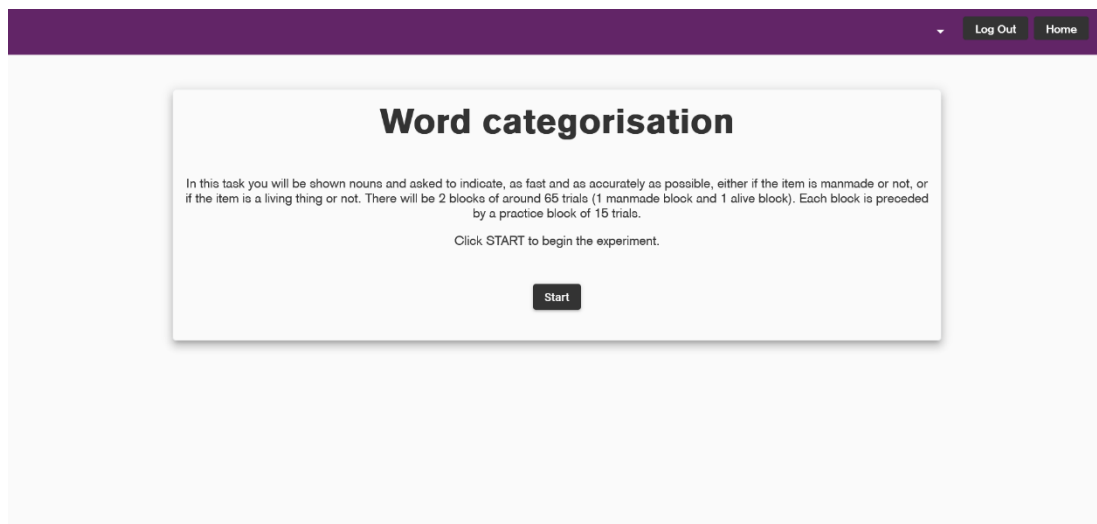 Log Out Home
Word categorisation
In this task you will be shown nouns and asked to indicate, as fast and as accurately as possible, either if the item is manmade or not, or
if the item is a living thing or not. There will be 2 blocks of around 65 trials (1 manmade block and 1 alive block). Each block is preceded
by a practice block of 15 trials.
Click START to begin the experiment.
Start